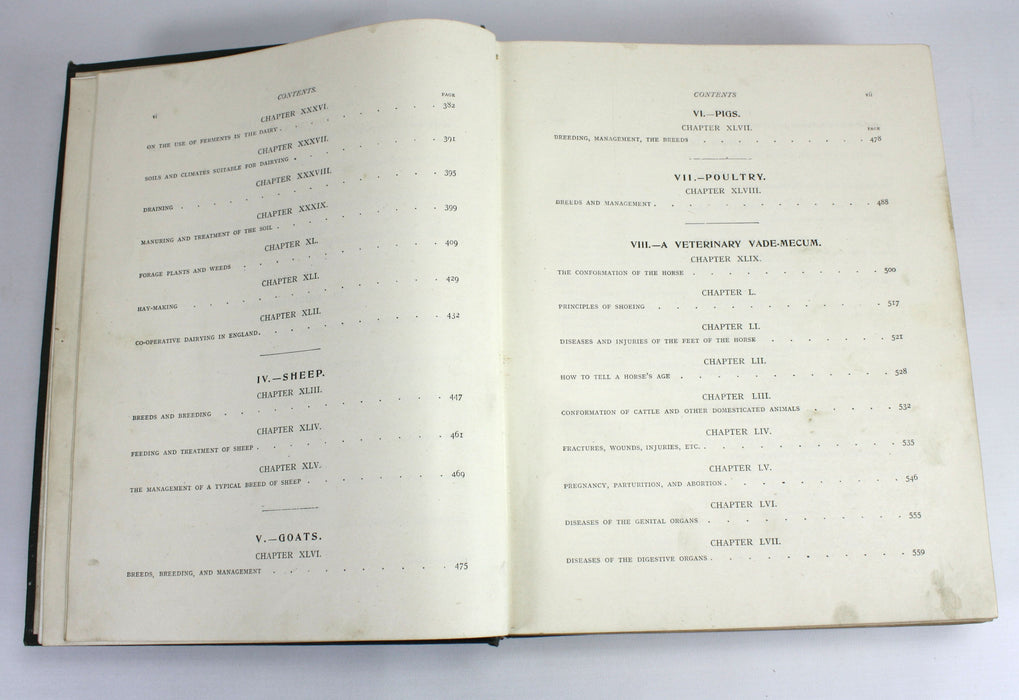 vi
CONTENTS.
PAGE
CHAPTER XXXVI.
ON THE USE OF FERMENTS IN THE DAIRY . . . . . . . . 382
CHAPTER XXXVII.
SOILS AND CLIMATES SUITABLE FOR DAIRYING . . . . . . . . 391
CHAPTER XXXVIII.
DRAINING . . . . . . . . . . . . 395
CHAPTER XXXIX.
MANURING AND TREATMENT OF THE SOIL . . . . . . . . . 399
CHAPTER XL.
FORAGE PLANTS AND WEEDS . . . . . . . . . . 409
CHAPTER XLI.
HAY-MAKING . . . . . . . . . . . . 429
CHAPTER XLII.
CO-OPERATIVE DAIRYING IN ENGLAND . . . . . . . . . 432
IV.—SHEEP.
CHAPTER XLIII.
BREEDS AND BREEDING . . . . . . . . . . . 447
CHAPTER XLIV.
FEEDING AND TREATMENT OF SHEEP . . . . . . . . . 461
CHAPTER XLV.
THE MANAGEMENT OF A TYPICAL BREED OF SHEEP . . . . . . . 469
V.—GOATS.
CHAPTER XLVI.
BREEDS, BREEDING, AND MANAGEMENT . . . . . . . . . 475
CONTENTS
vii
VI.—PIGS.
CHAPTER XLVII.
PAGE
BREEDING, MANAGEMENT, THE BREEDS . . . . . . . . 478
VII.—POULTRY.
CHAPTER XLVIII.
BREEDS AND MANAGEMENT . . . . . . . . . . 488
VIII.—A VETERINARY VADE-MECUM.
CHAPTER XLIX.
THE CONFORMATION OF THE HORSE . . . . . . . . . 500
CHAPTER L.
PRINCIPLES OF SHOEING . . . . . . . . . . 517
CHAPTER LI.
DISEASES AND INJURIES OF THE FEET OF THE HORSE . . . . . . 521
CHAPTER LII.
HOW TO TELL A HORSE'S AGE . . . . . . . . . 528
CHAPTER LIII.
CONFORMATION OF CATTLE AND OTHER DOMESTICATED ANIMALS . . . . 532
CHAPTER LIV.
FRACTURES, WOUNDS, INJURIES, ETC. . . . . . . . . 535
CHAPTER LV.
PREGNANCY, PARTURITION, AND ABORTION . . . . . . . . 546
CHAPTER LVI.
DISEASES OF THE GENITAL ORGANS . . . . . . . . . 555
CHAPTER LVII.
DISEASES OF THE DIGESTIVE ORGANS . . . . . . . . . 559